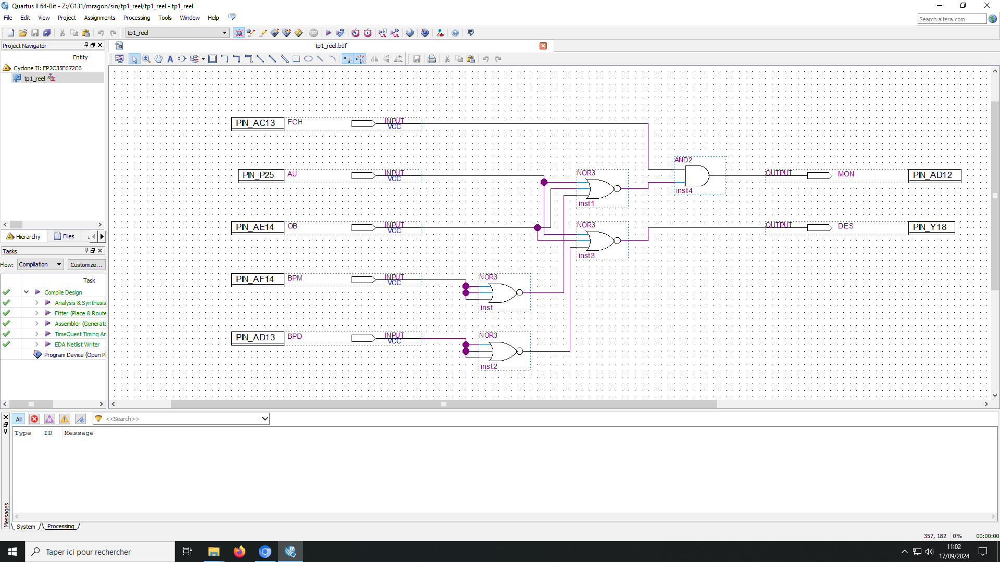 Quartus II 64-Bit - Z:/G131/mragon/sin/tp1_reel/tp1_reel - tp1_reel
File Edit View Project Assignments Processing Tools Window Help
Search altera.com
tp1_reel
STOP
Project Navigator
tp1_reel.bdf
Entity
Cyclone II: EP2C35F672C6
tp1_reel
Hierarchy
Files
Tasks
Flow: Compilation Customize...
Task
Compile Design
Analysis & Synthesis
Fitter (Place & Route
Assembler (Generate
TimeQuest Timing An
EDA Netlist Writer
Program Device (Open P
PIN_AC13 FCH INPUT
VCC
AND2
PIN_P25 AU INPUT
VCC
NOR3
inst1
inst4
OUTPUT MON PIN_AD12
PIN_AE14 OB INPUT
VCC
NOR3
inst3
OUTPUT DES PIN_Y18
PIN_AF14 BPM INPUT
VCC
NOR3
inst
PIN_AD13 BPD INPUT
VCC
NOR3
inst2
All
<<Search>>
Type ID Message
Messages
System Processing
357, 182 0% 00:00:00
Taper ici pour rechercher
11:02
17/09/2024